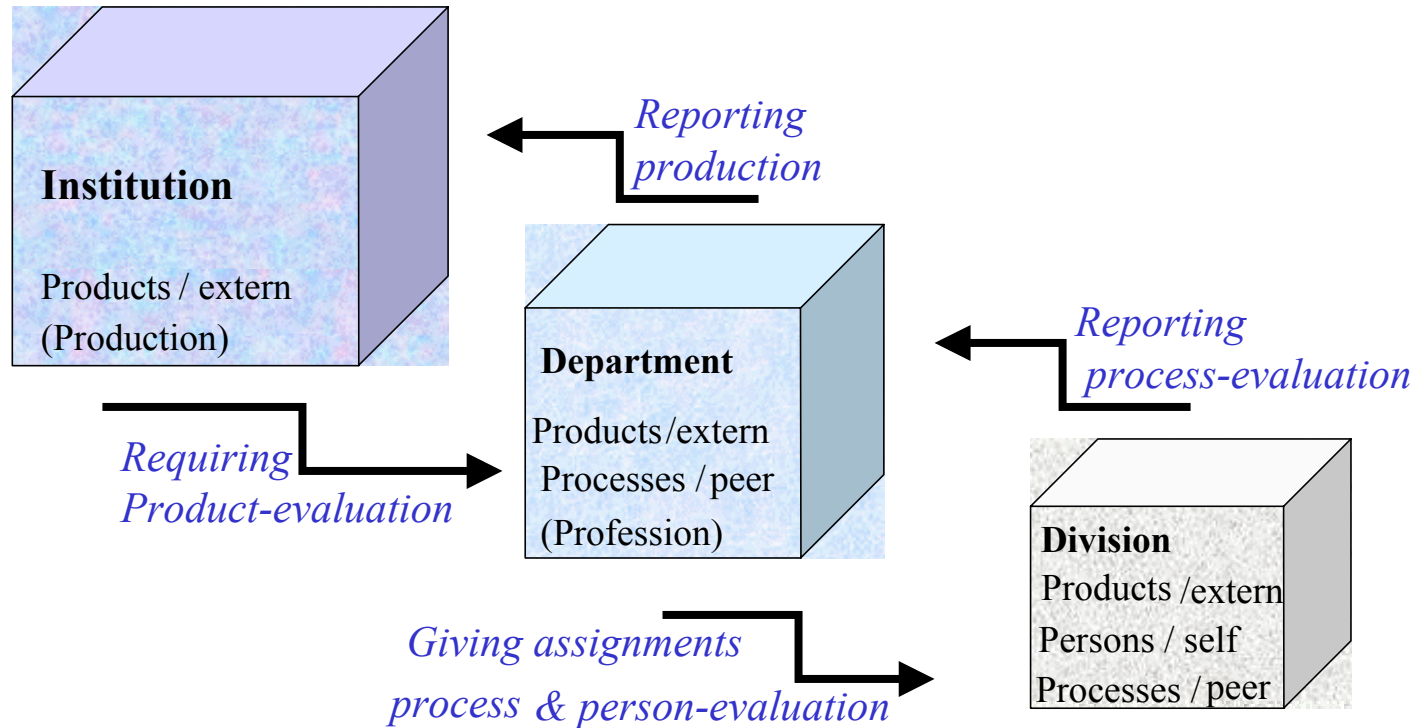 Institution
Products / extern
(Production)
Reporting
production
Requiring
Product-evaluation
Department
Products/extern
Processes / peer
(Profession)
Reporting
process-evaluation
Giving assignments
process & person-evaluation
Division
Products /extern
Persons / self
Processes / peer